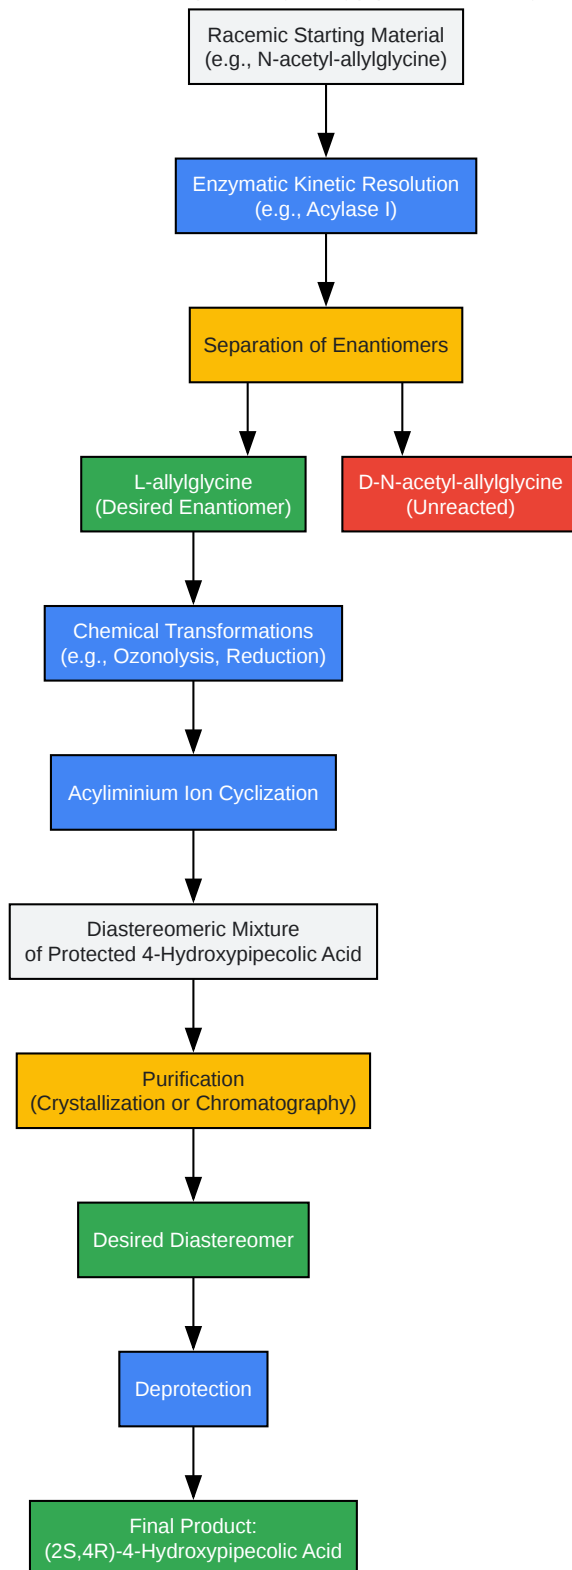 Racemic Starting Material
(e.g., N-acetyl-allylglycine)
Enzymatic Kinetic Resolution
(e.g., Acylase I)
Separation of Enantiomers
L-allylglycine
(Desired Enantiomer)
D-N-acetyl-allylglycine
(Unreacted)
Chemical Transformations
(e.g., Ozonolysis, Reduction)
Acyliminium Ion Cyclization
Diastereomeric Mixture
of Protected 4-Hydroxypipecolic Acid
Purification
(Crystallization or Chromatography)
Desired Diastereomer
Deprotection
Final Product:
(2S,4R)-4-Hydroxypipecolic Acid